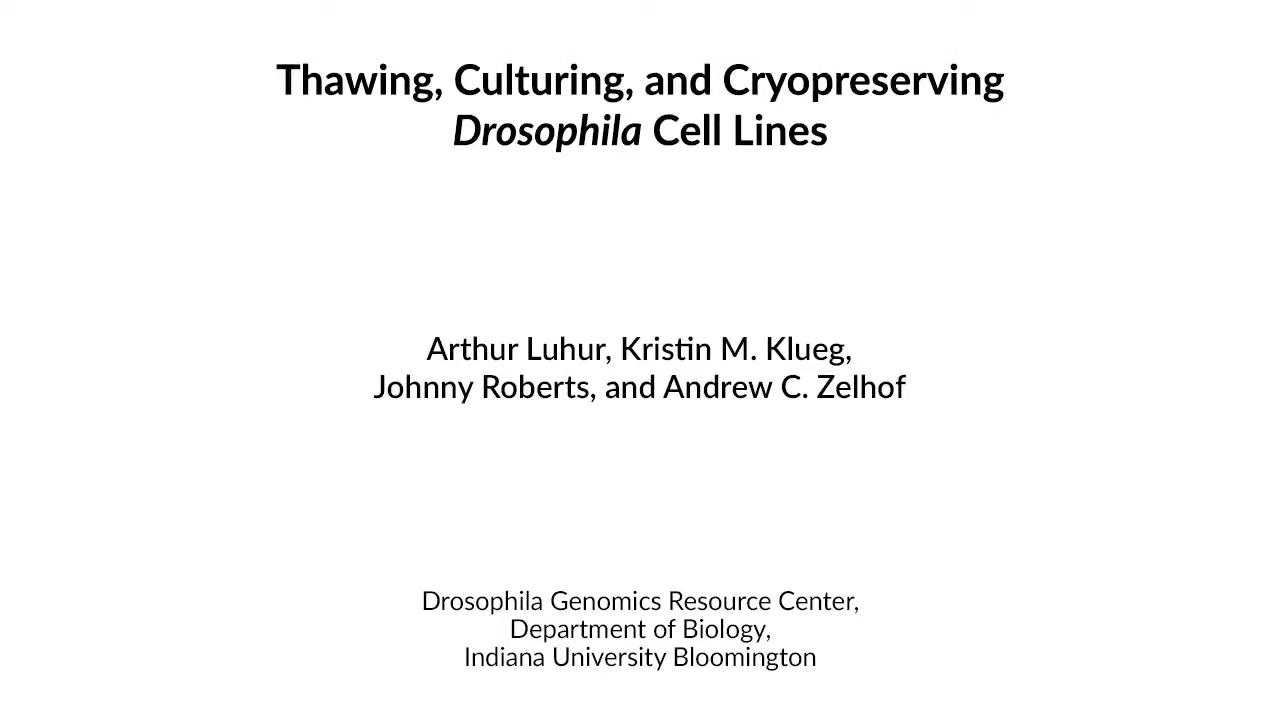 Thawing, Culturing, and Cryopreserving
Drosophila Cell Lines
Arthur Luhur, Kristin M. Klueg,
Johnny Roberts, and Andrew C. Zelhof
Drosophila Genomics Resource Center,
Department of Biology,
Indiana University Bloomington